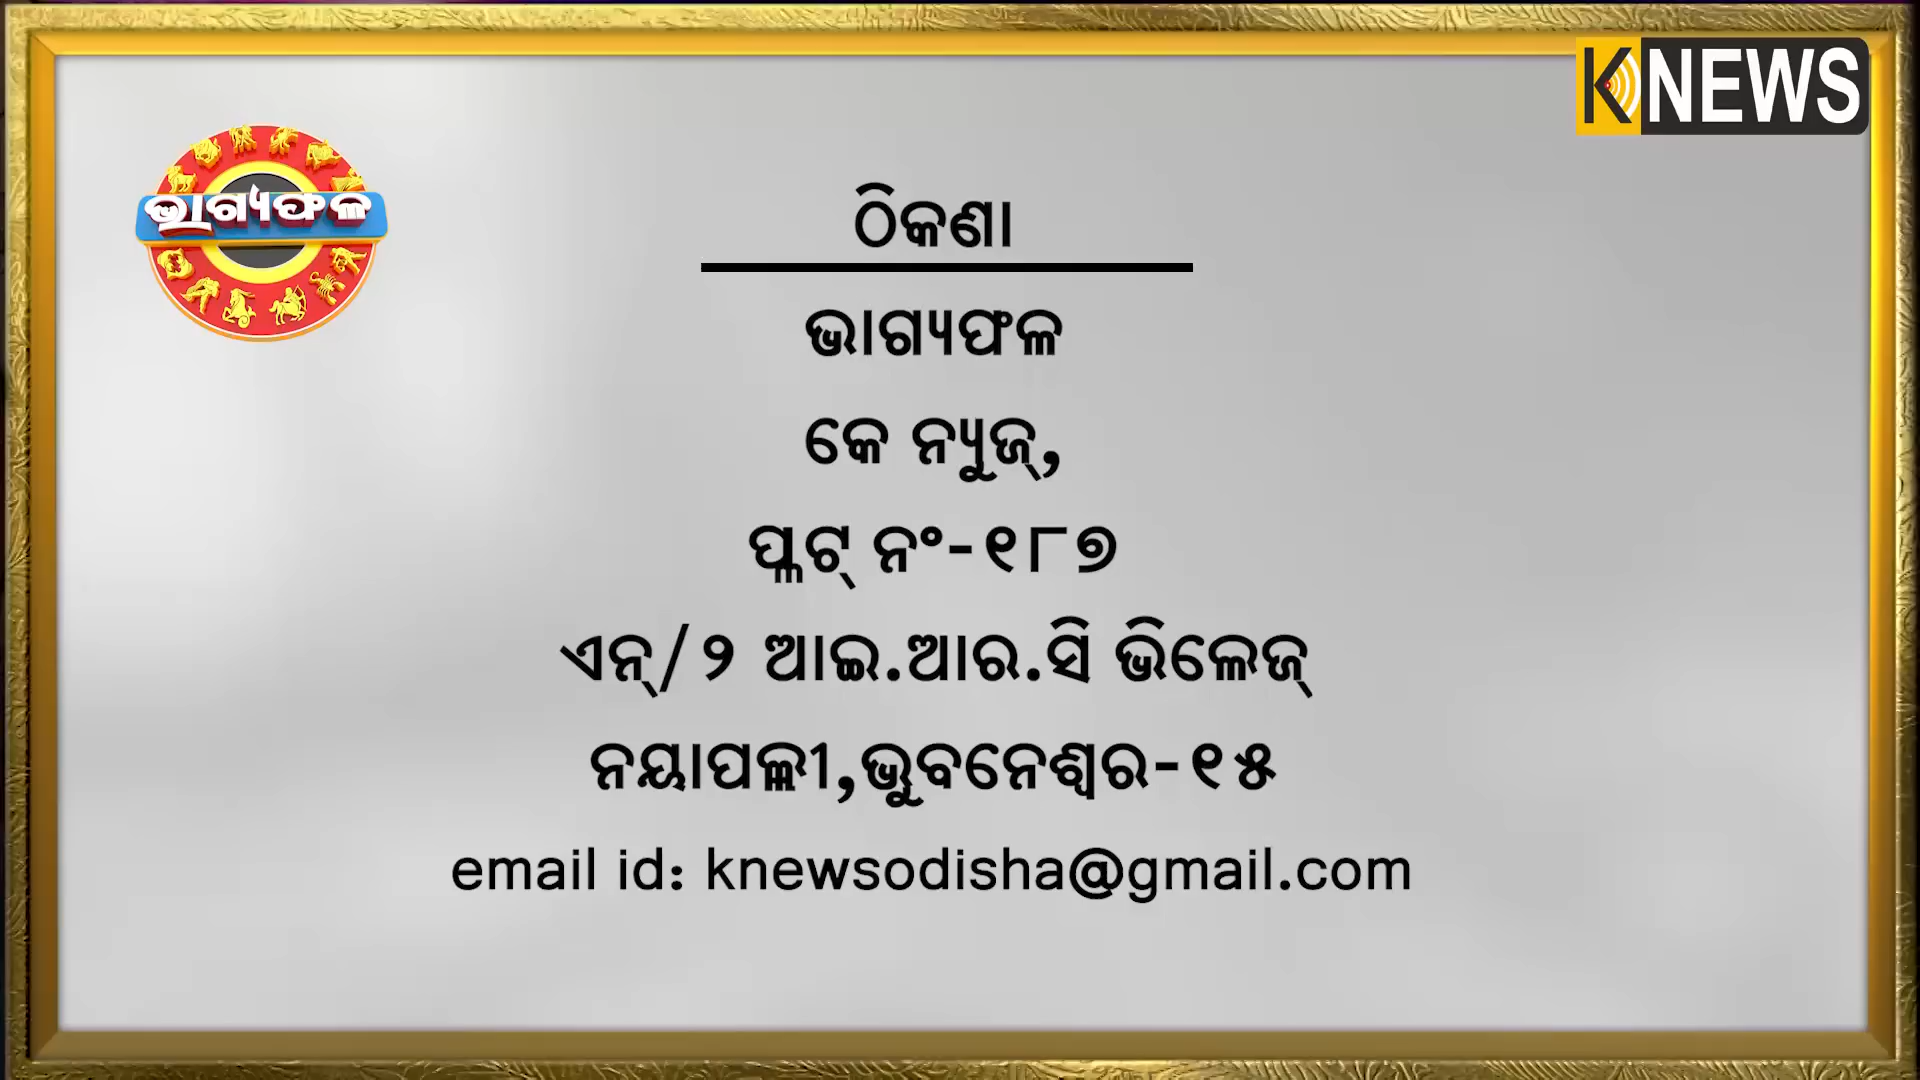 KNEWS
ଭାଗ୍ୟଫଳ
ଠିକଣା
ଭାଗ୍ୟଫଳ
କେ ନ୍ୟୁଜ୍,
ପ୍ଲଟ୍ ନଂ-୧୮୭
ଏନ୍/୨ ଆଇ.ଆର.ସି ଭିଲେଜ୍
ନୟାପଲ୍ଲୀ,ଭୁବନେଶ୍ୱର-୧୫
email id: knewsodisha@gmail.com